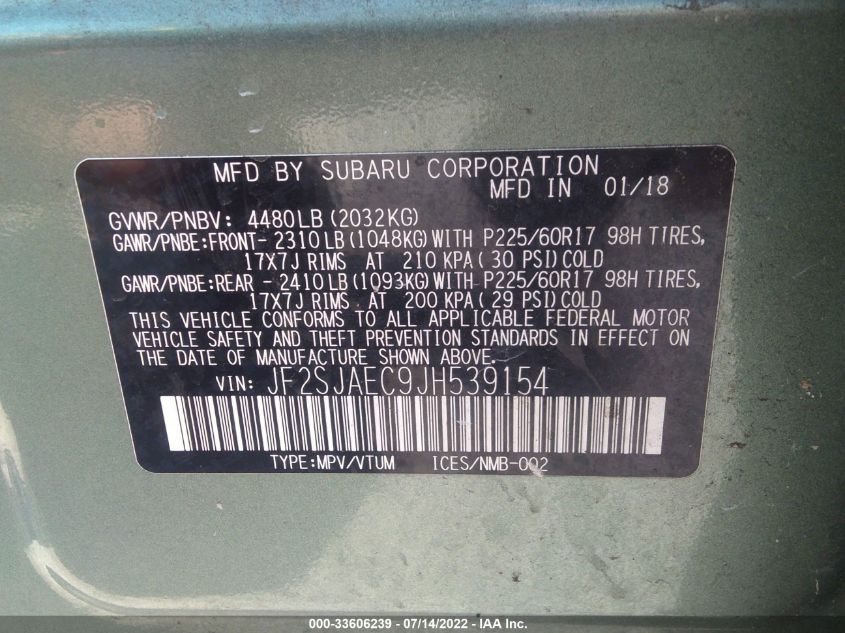 MFD BY SUBARU CORPORATION
MFD IN 01/18
GVWR/PNBV: 4480LB (2032KG)
GAWR/PNBE:FRONT- 2310LB (1048KG) WITH P225/60R17 98H TIRES,
17X7J RIMS AT 210 KPA ( 30 PSI) COLD
GAWR/PNBE:REAR - 2410LB (1093KG) WITH P225/60R17 98H TIRES,
17X7J RIMS AT 200 KPA ( 29 PSI) COLD
THIS VEHICLE CONFORMS TO ALL APPLICABLE FEDERAL MOTOR
VEHICLE SAFETY AND THEFT PREVENTION STANDARDS IN EFFECT ON
THE DATE OF MANUFACTURE SHOWN ABOVE.
VIN: JF2SJAEC9JH539154
TYPE:MPV/VTUM ICES/NMB-002
000-33606239 - 07/14/2022 - IAA Inc.